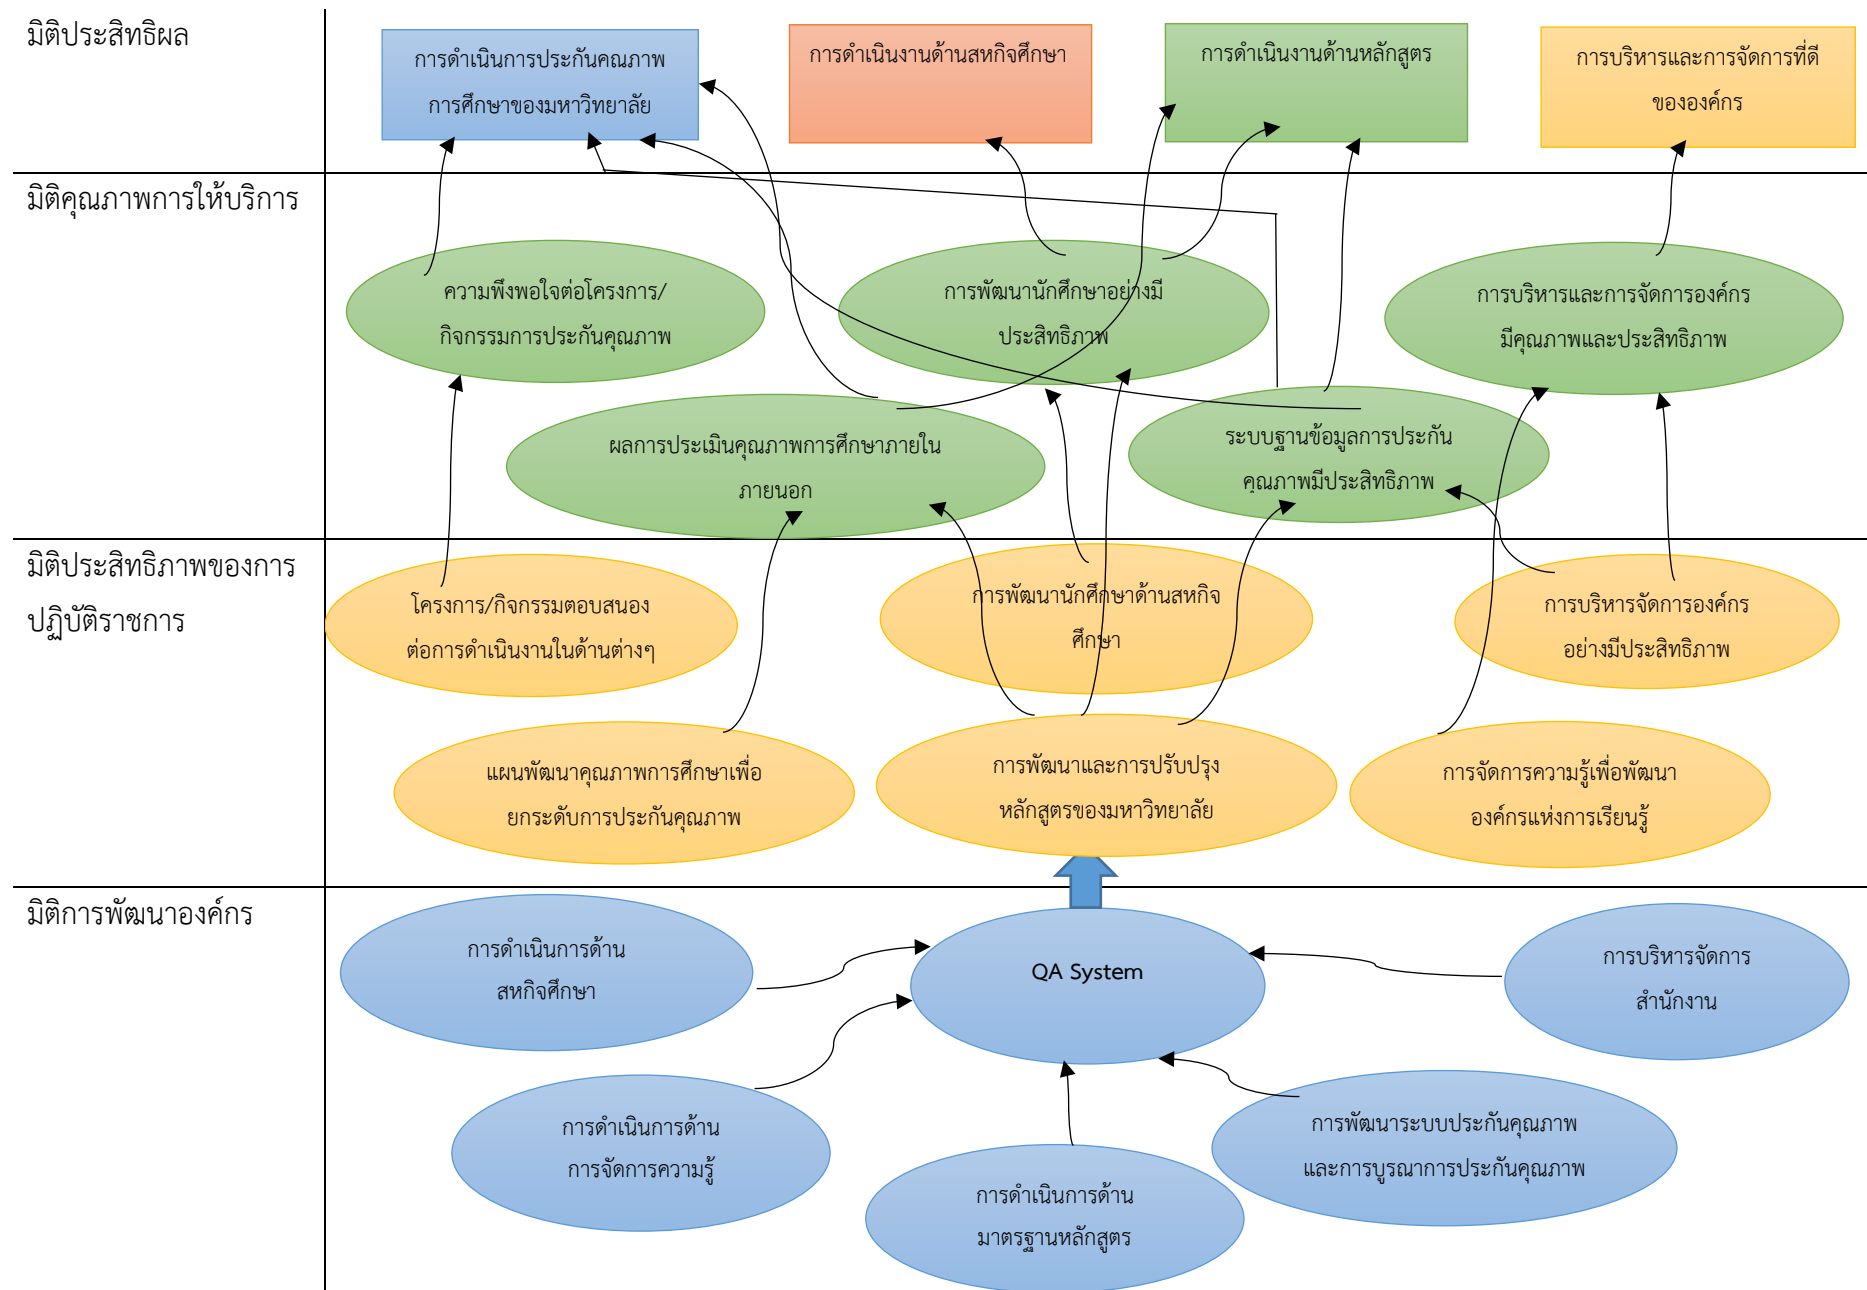 มิติประสิทธิผล
การดำเนินการประกันคณภาพ
การศึกษาของมหาวิทยาลัย
การดำเนินงานด้านสหกิจศึกษา
การดำเนินงานด้านหลักสูตร
การบริหารและการจัดการที่ดี
ขององค์กร
มิติคุณภาพการให้บริการ
ความพึงพอใจต่อโครงการ/
กิจกรรมการประกันคุณภาพ
การพัฒนานักศึกษาอย่างมี
ประสิทธิภาพ
การบริหารและการจัดการองค์กร
มีคุณภาพและประสิทธิภาพ
ผลการประเมินคุณภาพการศึกษาภายใน
ภายนอก
ระบบฐานข้อมูลการประกัน
คุณภาพมีประสิทธิภาพ
มิติประสิทธิภาพของการ
ปฏิบัติราชการ
โครงการ/กิจกรรมตอบสนอง
ต่อการดำเนินงานในด้านต่างๆ
การพัฒนานักศึกษาด้านสหกิจ
ศึกษา
การบริหารจัดการองค์กร
อย่างมีประสิทธิภาพ
แผนพัฒนาคุณภาพการศึกษาเพื่อ
ยกระดับการประกันคุณภาพ
การพัฒนาและการปรับปรุง
หลักสูตรของมหาวิทยาลัย
การจัดการความรู้เพื่อพัฒนา
องค์กรแห่งการเรียนรู้
มิติการพัฒนาองค์กร
การดำเนินการด้าน
สหกิจศึกษา
QA System
การบริหารจัดการ
สำนักงาน
การดำเนินการด้าน
การจัดการความรู้
การดำเนินการด้าน
มาตรฐานหลักสูตร
การพัฒนาระบบประกันคุณภาพ
และการบูรณาการประกันคุณภาพ